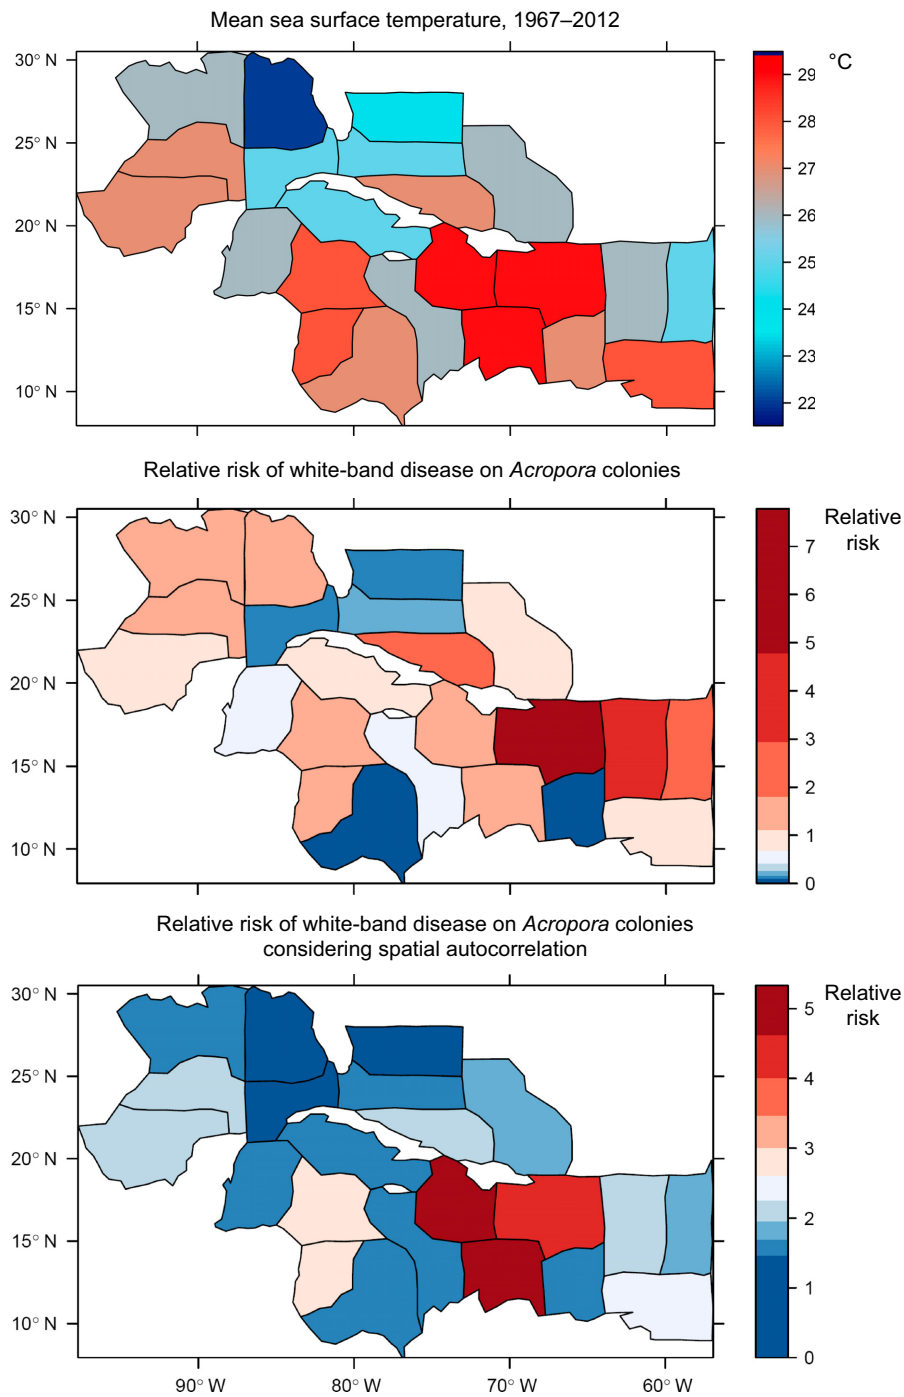 Mean sea surface temperature, 1967–2012
30° N
25° N
20° N
15° N
10° N
°C
29
28
27
26
25
24
23
22
Relative risk of white-band disease on Acropora colonies
30° N
25° N
20° N
15° N
10° N
Relative
risk
7
6
5
4
3
2
1
0
Relative risk of white-band disease on Acropora colonies
considering spatial autocorrelation
30° N
25° N
20° N
15° N
10° N
Relative
risk
5
4
3
2
1
0
90° W
80° W
70° W
60° W